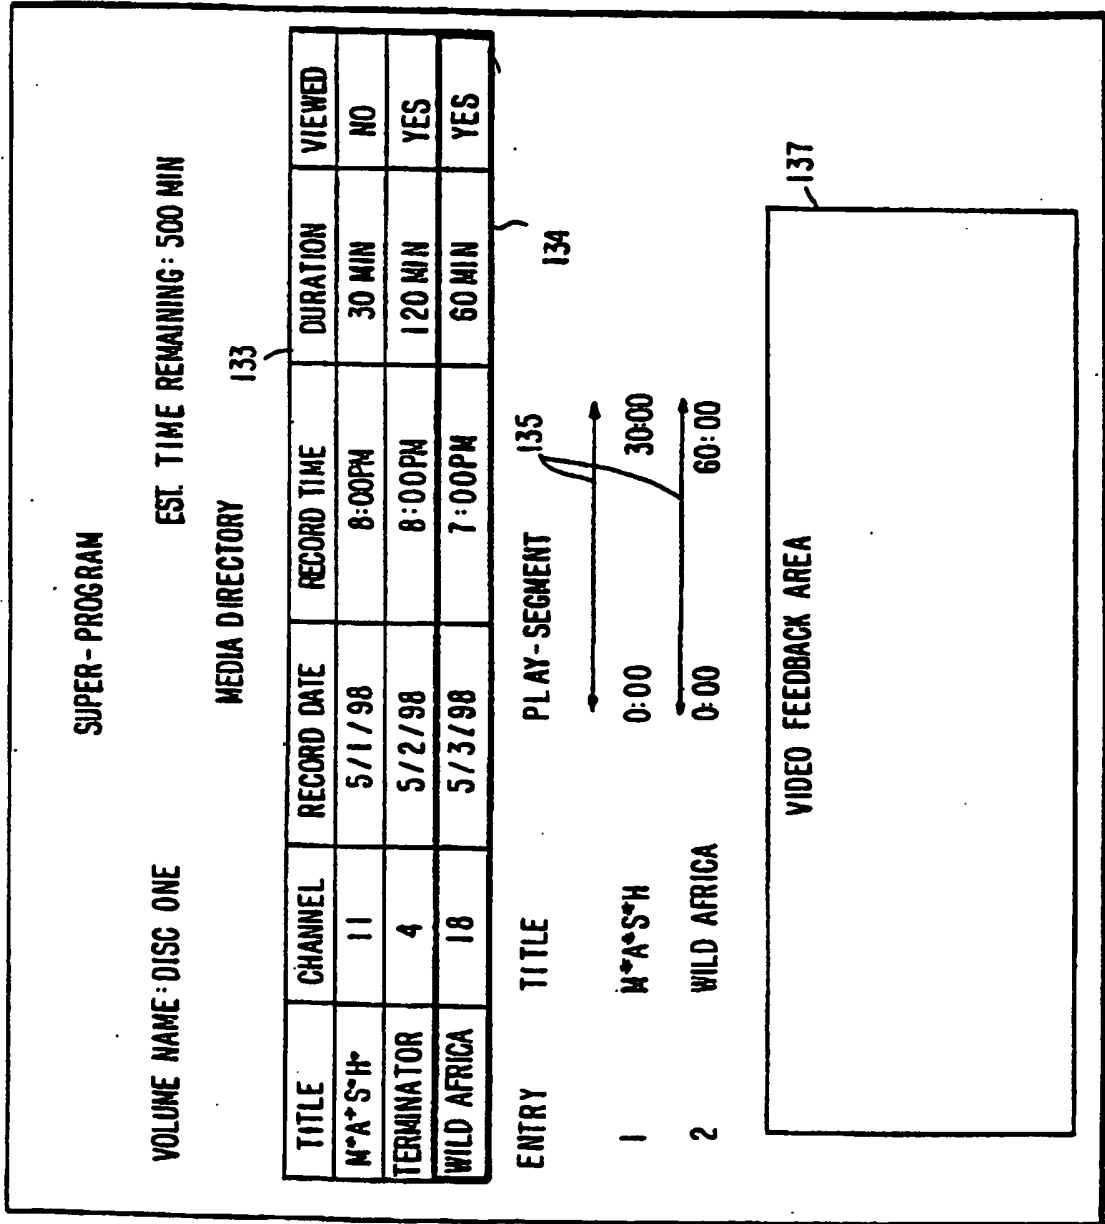 SUPER-PROGRAM
VOLUME NAME: DISC ONE EST. TIME REMAINING: 500 MIN
MEDIA DIRECTORY
133
TITLE CHANNEL RECORD DATE RECORD TIME DURATION VIEWED
M*A*S*H* 11 5/1/98 8:00PM 30 MIN NO
TERMINATOR 4 5/2/98 8:00PM 120 MIN YES
WILD AFRICA 18 5/3/98 7:00PM 60 MIN YES
134
ENTRY TITLE PLAY-SEGMENT 135
1 M*A*S*H 0:00 30:00
2 WILD AFRICA 0:00 60:00
137
VIDEO FEEDBACK AREA